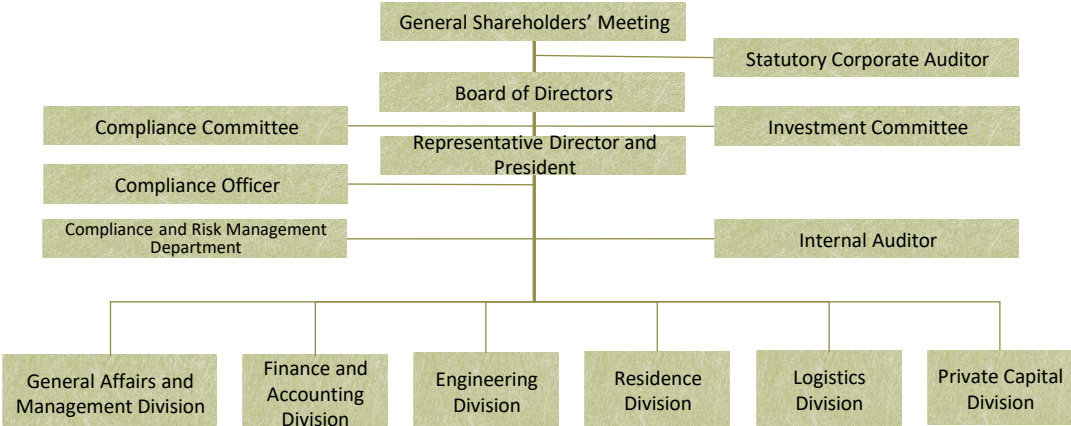 General Shareholders’ Meeting
Statutory Corporate Auditor
Board of Directors
Compliance Committee
Investment Committee
Representative Director and
President
Compliance Officer
Compliance and Risk Management
Department
Internal Auditor
General Affairs and
Management Division
Finance and
Accounting
Division
Engineering
Division
Residence
Division
Logistics
Division
Private Capital
Division